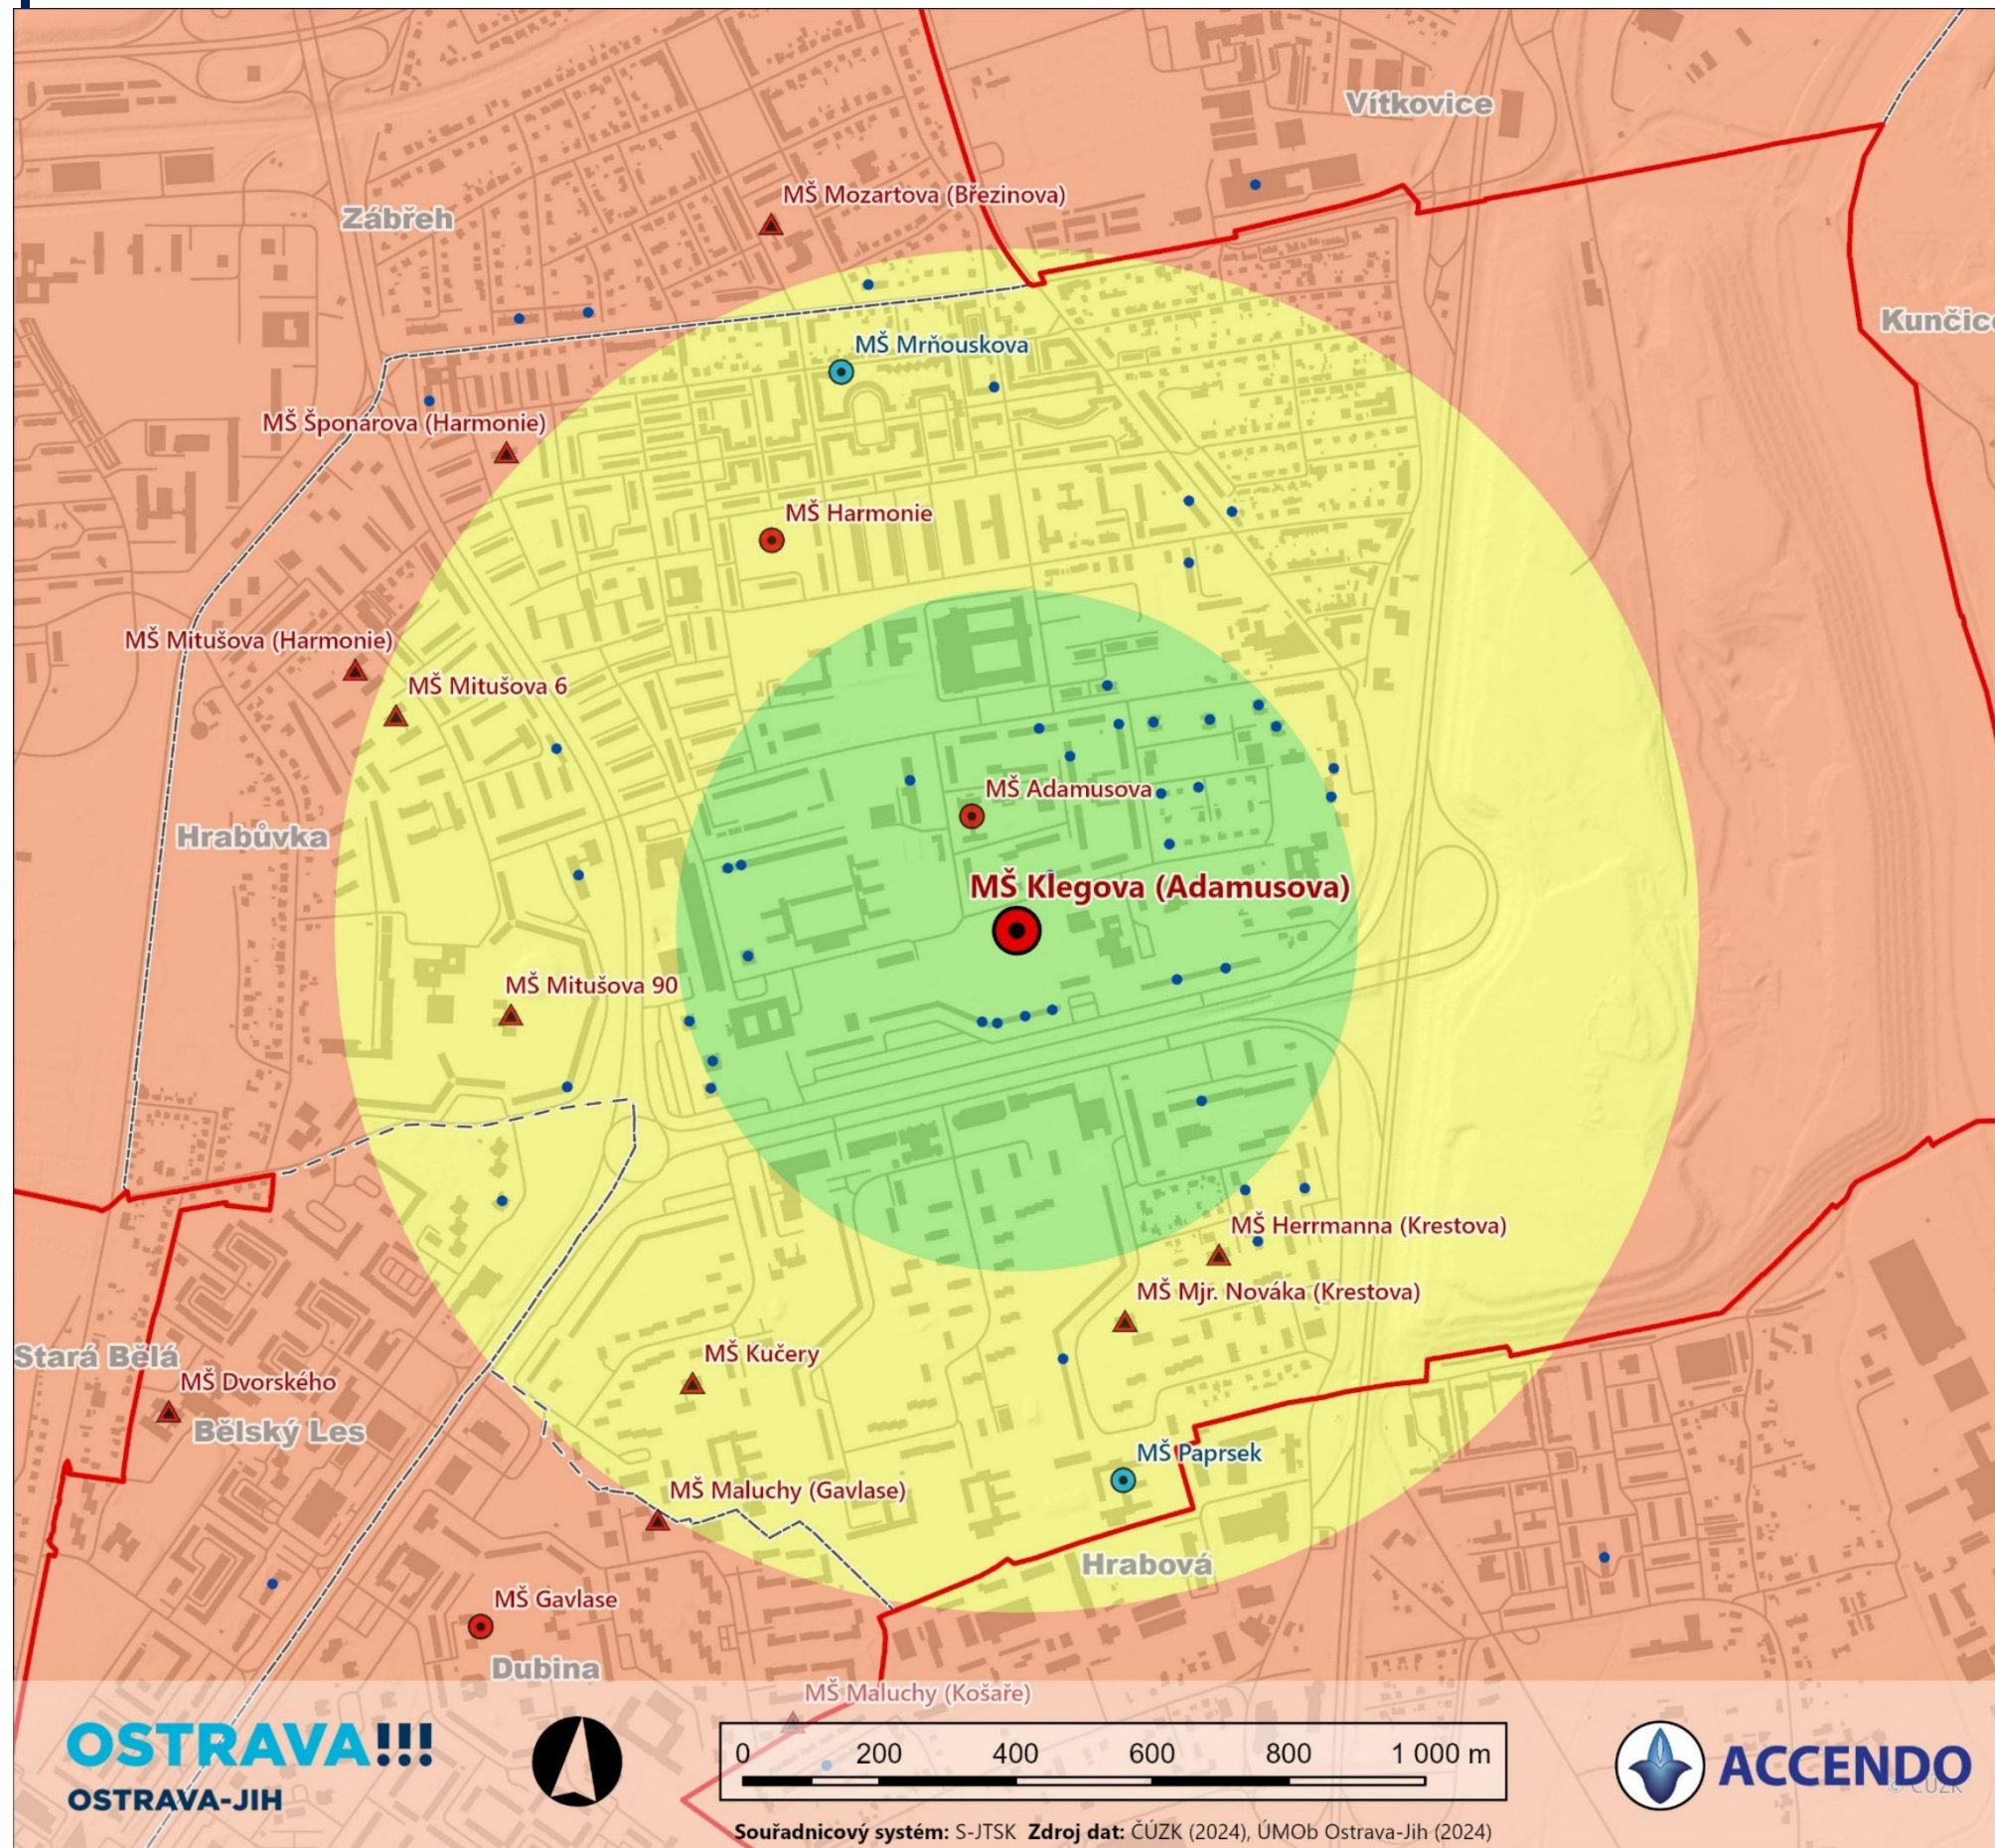 Vítkovice
MŠ Mozartova (Březinova)
Zábřeh
Kunčice
MŠ Mrňouskova
MŠ Šponarova (Harmonie)
MŠ Harmonie
MŠ Mitušova (Harmonie)
MŠ Mitušova 6
MŠ Adamusova
Hrabůvka
MŠ Klegova (Adamusova)
MŠ Mitušova 90
MŠ Herrmanna (Krestova)
MŠ Mjr. Nováka (Krestova)
Stará Bělá
MŠ Kučery
MŠ Dvorského
Bělský Les
MŠ Paprsek
MŠ Maluchy (Gavlase)
Hrabová
MŠ Gavlase
Dubina
MŠ Maluchy (Košaře)
OSTRAVA!!!
OSTRAVA-JIH
0 200 400 600 800 1 000 m
ACCENDO
© ČÚZK
Souřadnicový systém: S-JTSK Zdroj dat: ČÚZK (2024), ÚMOb Ostrava-Jih (2024)